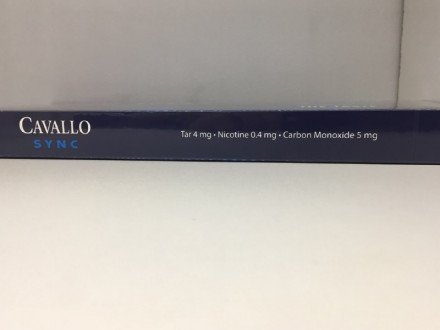 CAVALLO
SYNC
Tar 4 mg • Nicotine 0.4 mg • Carbon Monoxide 5 mg